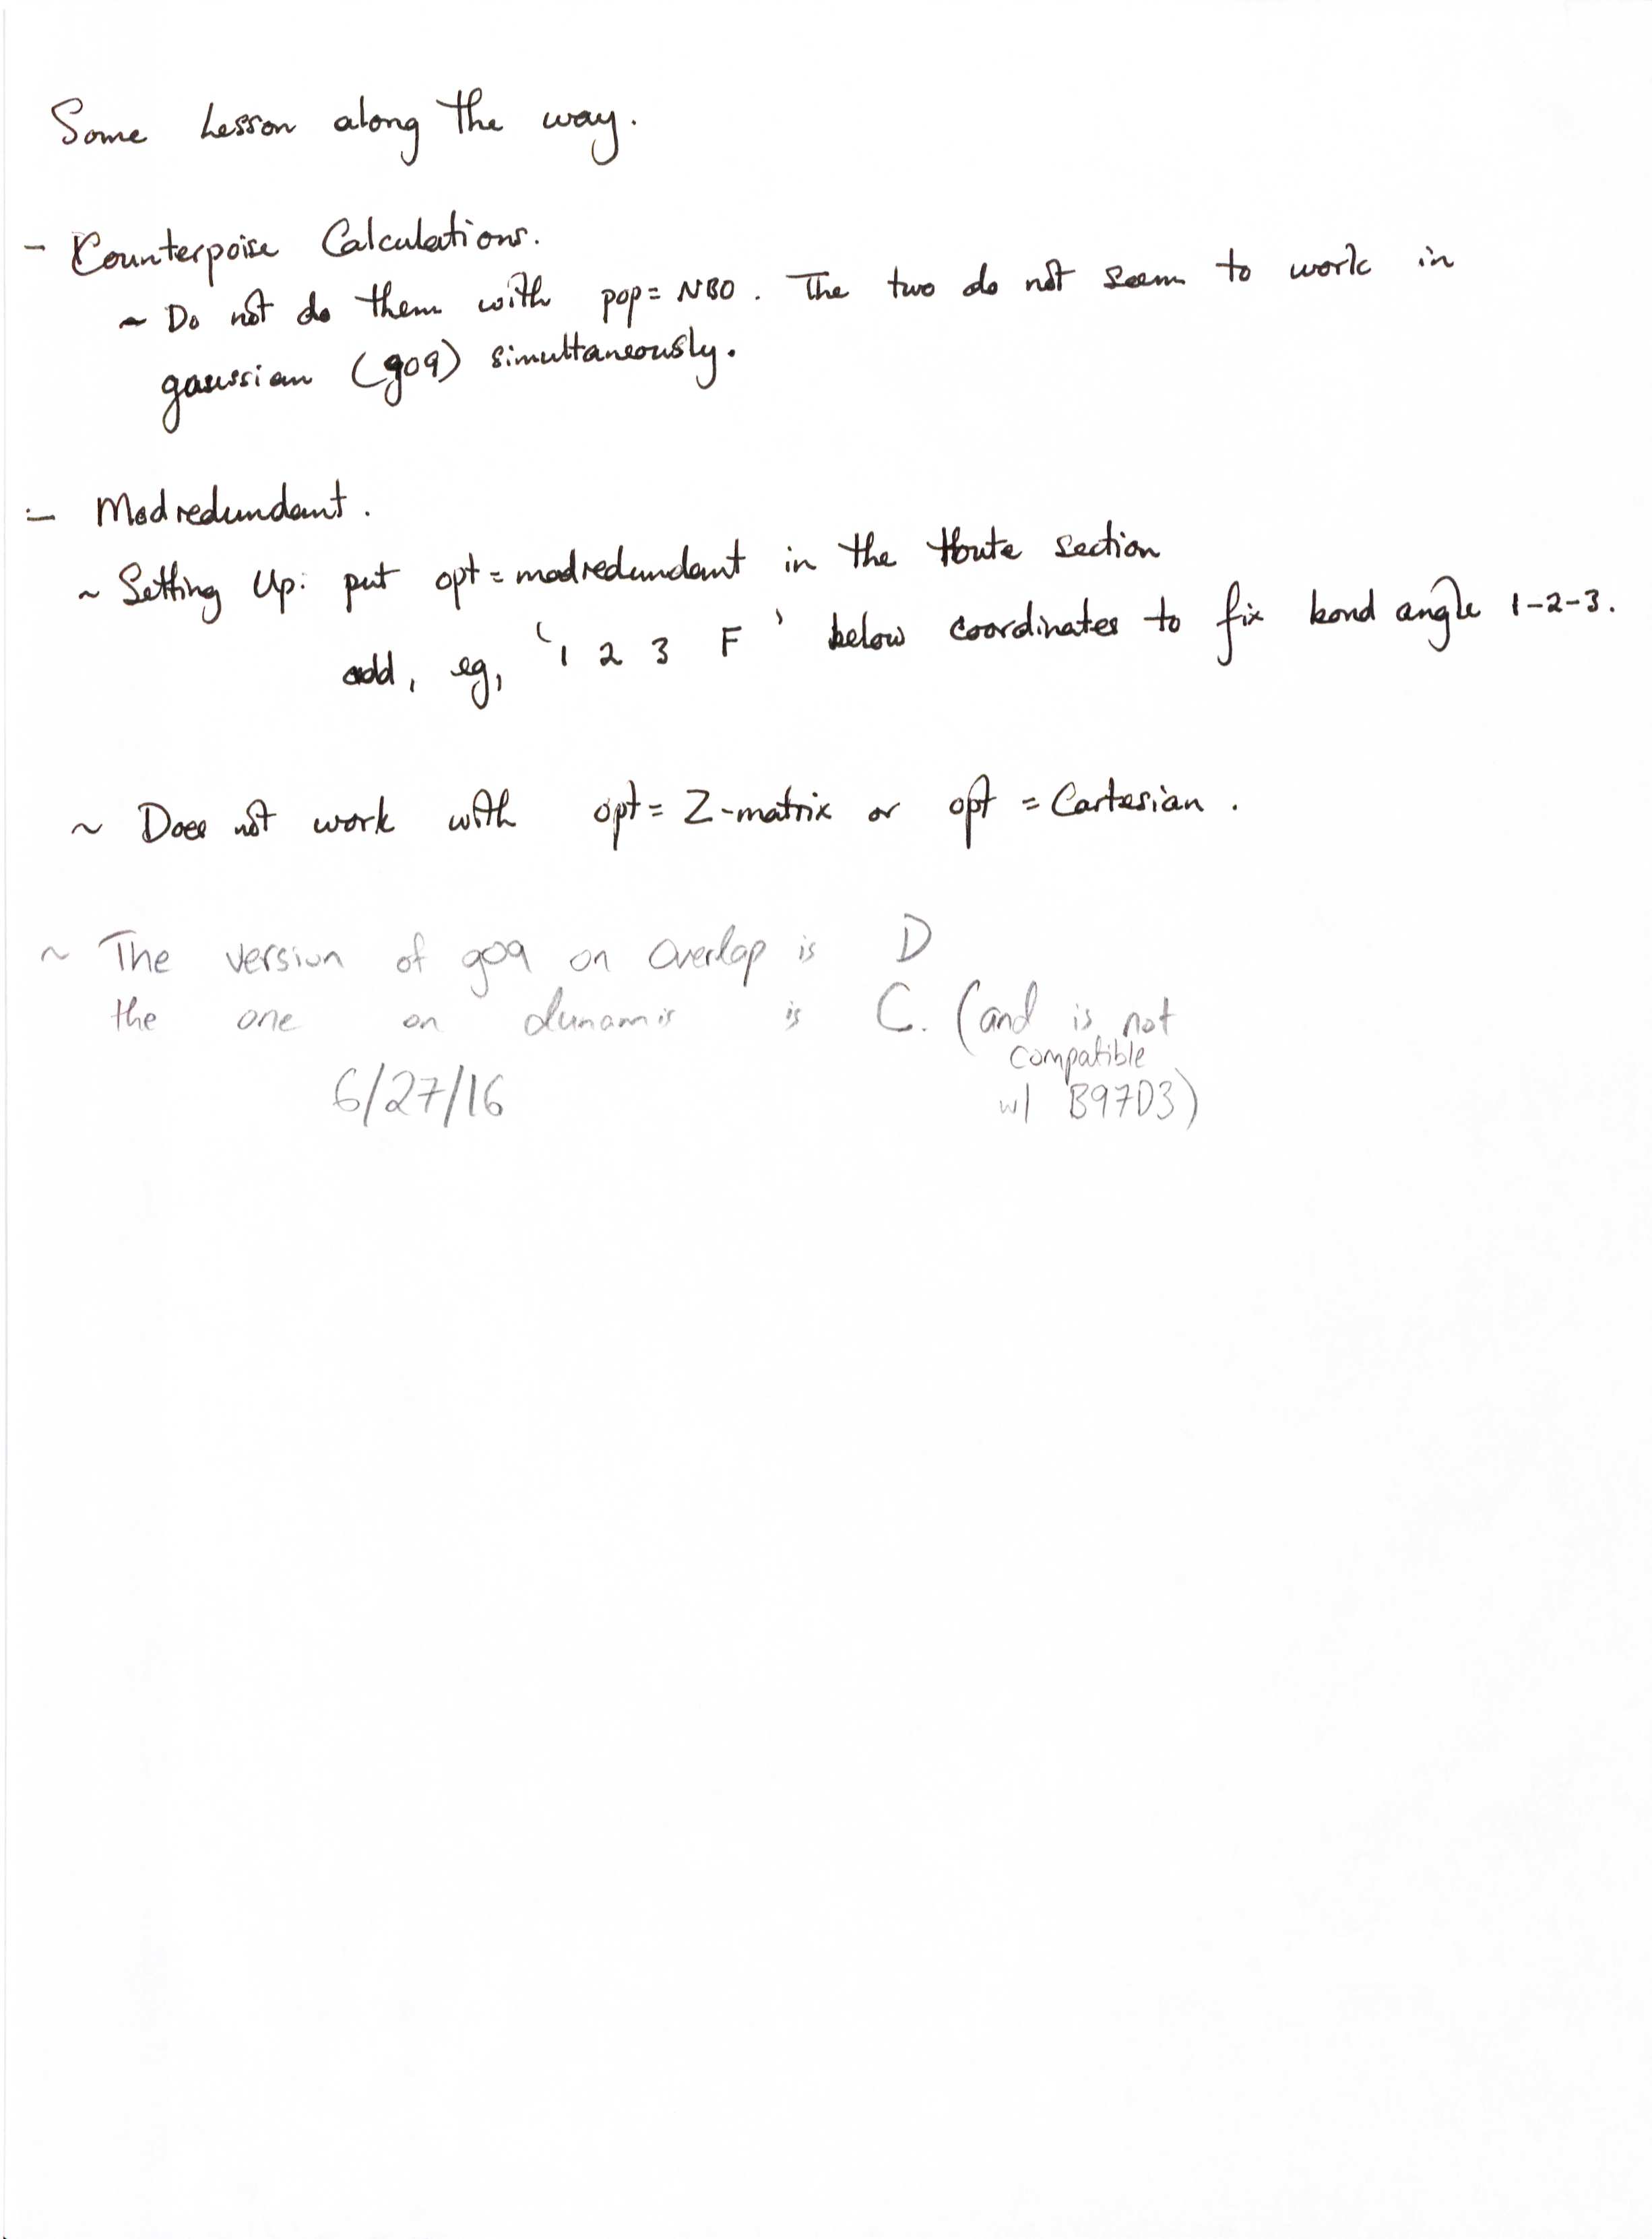 Some Lesson along the way.
- Counterpoise Calculations.
~ Do not do them with pop=NBO. The two do not seem to work in
gaussian (g09) simultaneously.
- Modredundant.
~ Setting Up: put opt=modredundant in the Route section
add, eg, '1 2 3 F' below coordinates to fix bond angle 1-2-3.
~ Does not work with opt=Z-matrix or opt=Cartesian.
~ The version of g09 on Overlap is D
the one on dunamis is C. (and is not
compatible
6/27/16 w/ B97D3)